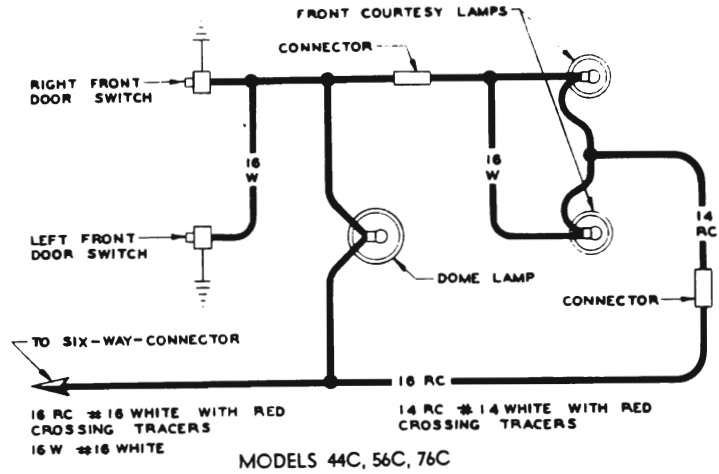 FRONT COURTESY LAMPS
CONNECTOR
RIGHT FRONT
DOOR SWITCH
16
W
16
W
14
RC
LEFT FRONT
DOOR SWITCH
DOME LAMP
CONNECTOR
TO SIX-WAY-CONNECTOR
16 RC
16 RC #16 WHITE WITH RED
CROSSING TRACERS
16 W #16 WHITE
14 RC #14 WHITE WITH RED
CROSSING TRACERS
MODELS 44C, 56C, 76C